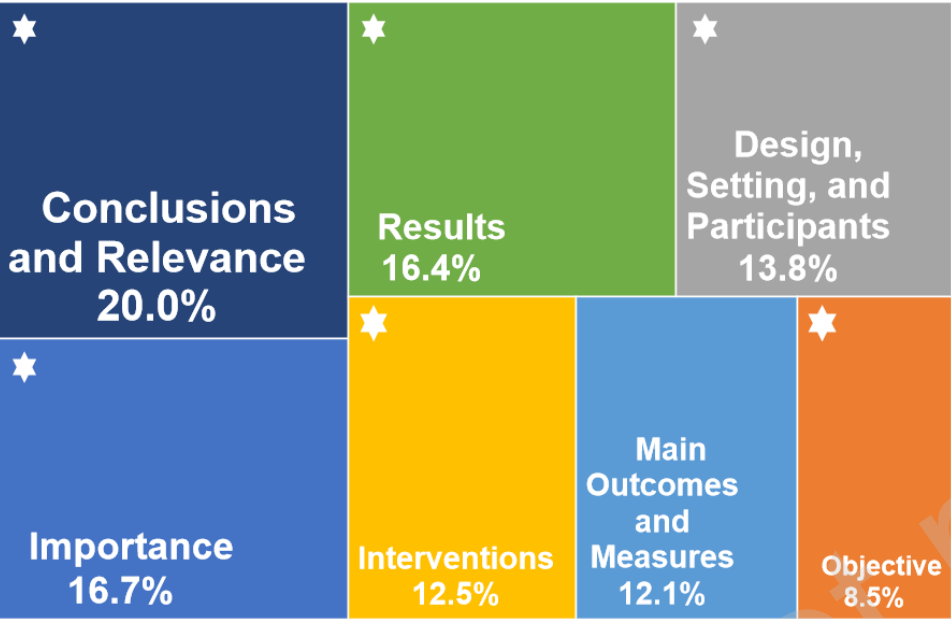 Conclusions
and Relevance
20.0%
Results
16.4%
Design,
Setting, and
Participants
13.8%
Importance
16.7%
Interventions
12.5%
Main
Outcomes
and
Measures
12.1%
Objective
8.5%